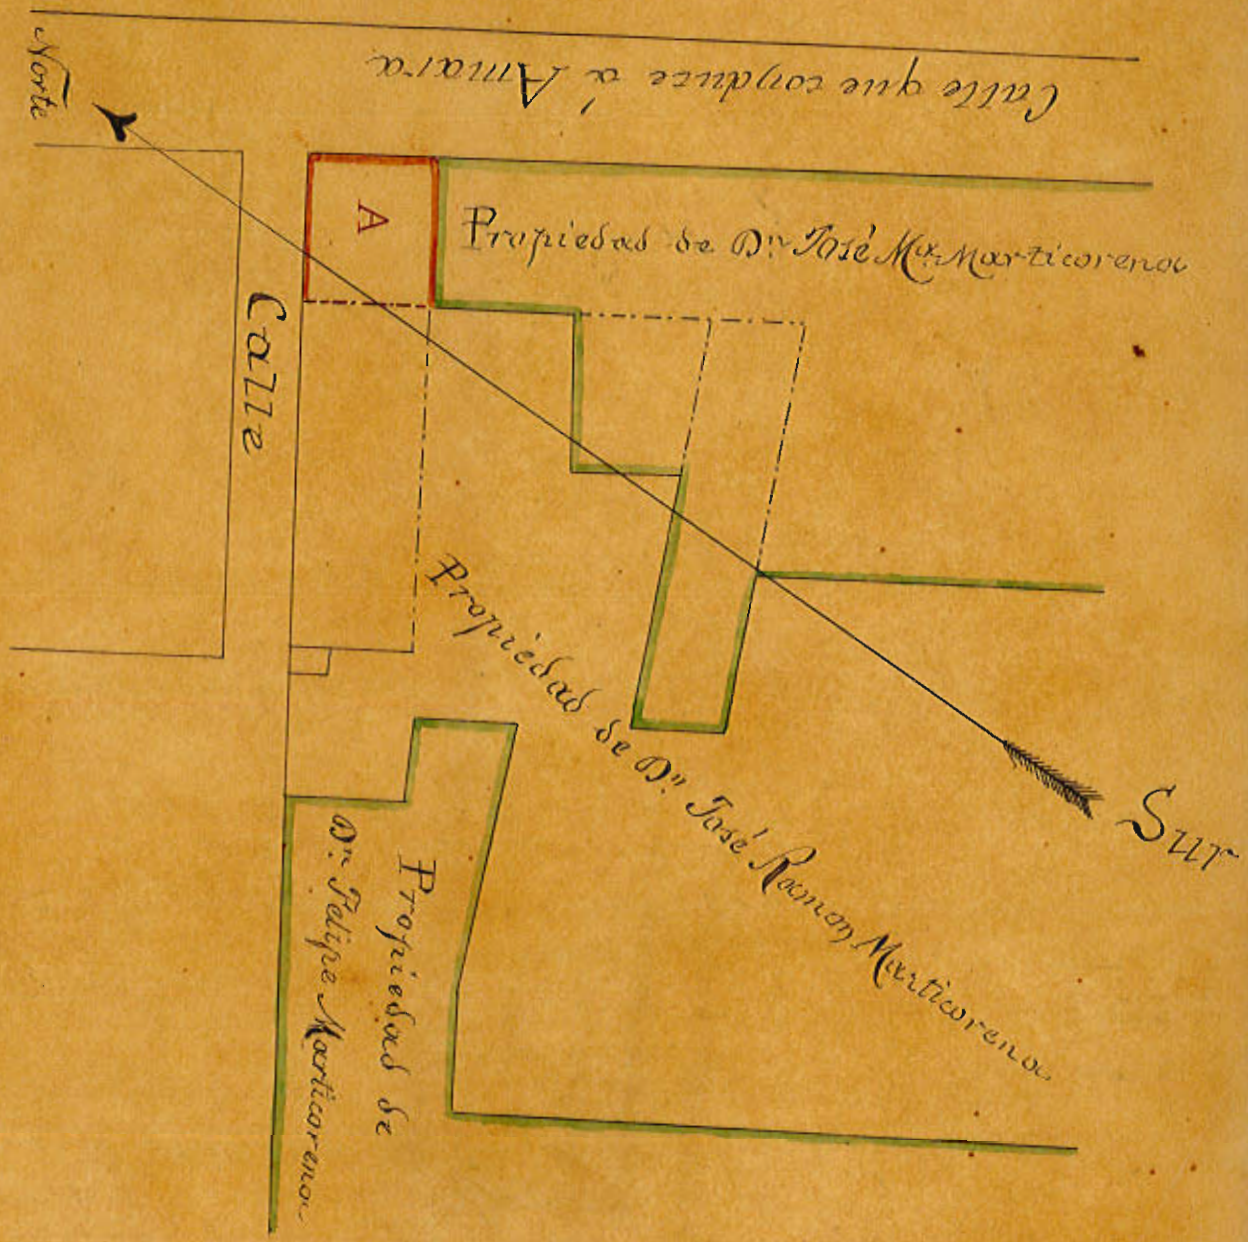 Calle que conduce á Amara
Norte
A
Propiedad de Dn José Ma. Marticorena
Calle
Propiedad de Dn José Ramon Marticorena
Sur
Propiedad de
Dn Felipe Marticorena